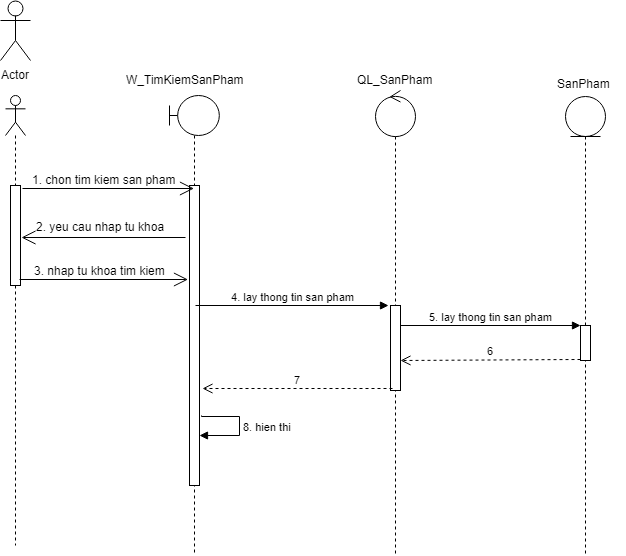 Actor
W_TimKiemSanPham
QL_SanPham
SanPham
1. chon tim kiem san pham
2. yeu cau nhap tu khoa
3. nhap tu khoa tim kiem
4. lay thong tin san pham
5. lay thong tin san pham
6
7
8. hien thi